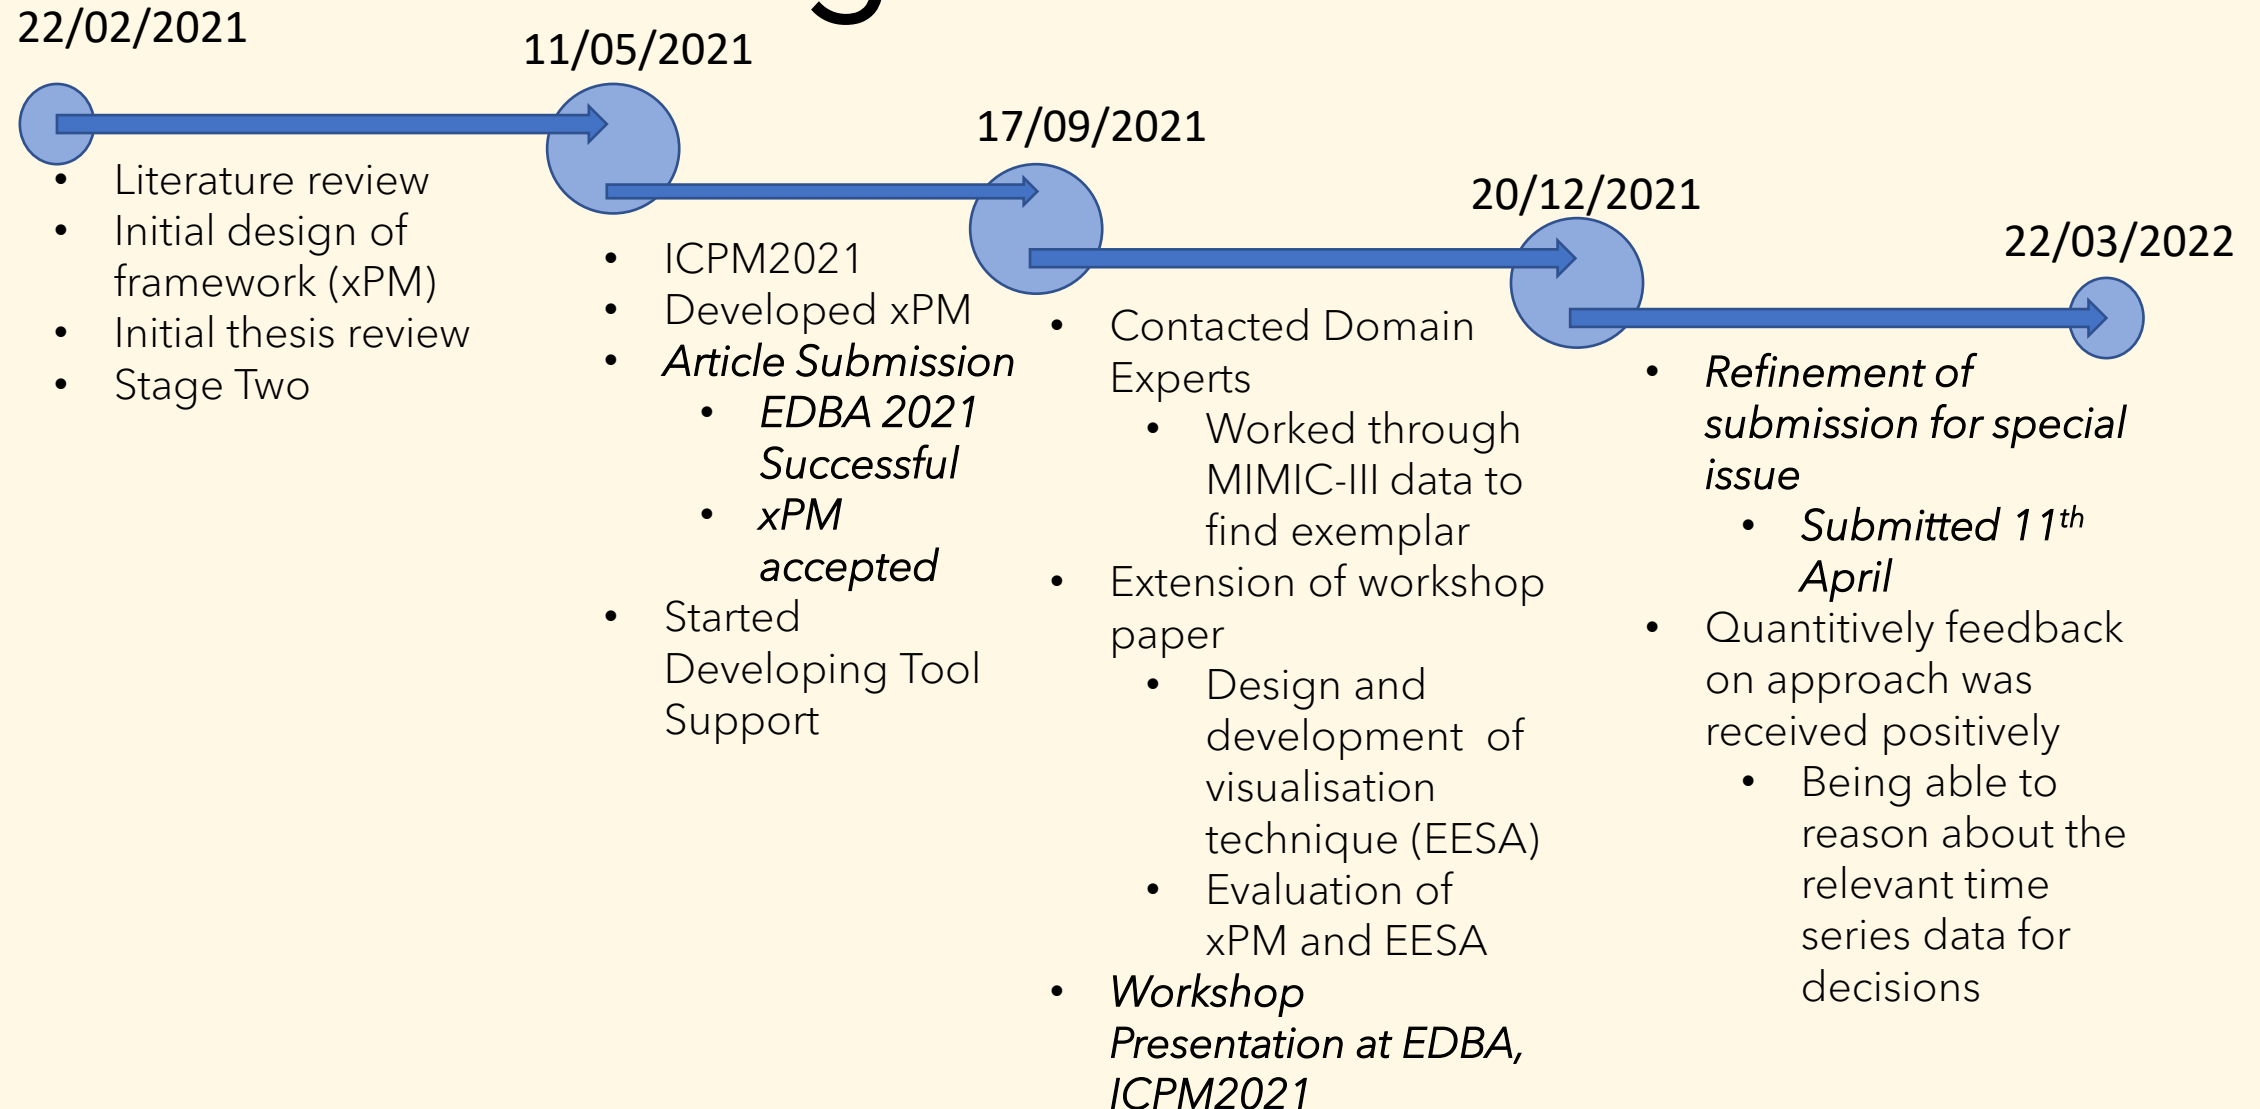 22/02/2021
11/05/2021
17/09/2021
20/12/2021
22/03/2022
• Literature review
• Initial design of
framework (xPM)
• Initial thesis review
• Stage Two
• ICPM2021
• Developed xPM
• Article Submission
• EDBA 2021
Successful
• xPM
accepted
• Started
Developing Tool
Support
• Contacted Domain
Experts
• Worked through
MIMIC-III data to
find exemplar
• Extension of workshop
paper
• Design and
development of
visualisation
technique (EESA)
• Evaluation of
xPM and EESA
• Workshop
Presentation at EDBA,
ICPM2021
• Refinement of
submission for special
issue
• Submitted 11th
April
• Quantitively feedback
on approach was
received positively
• Being able to
reason about the
relevant time
series data for
decisions